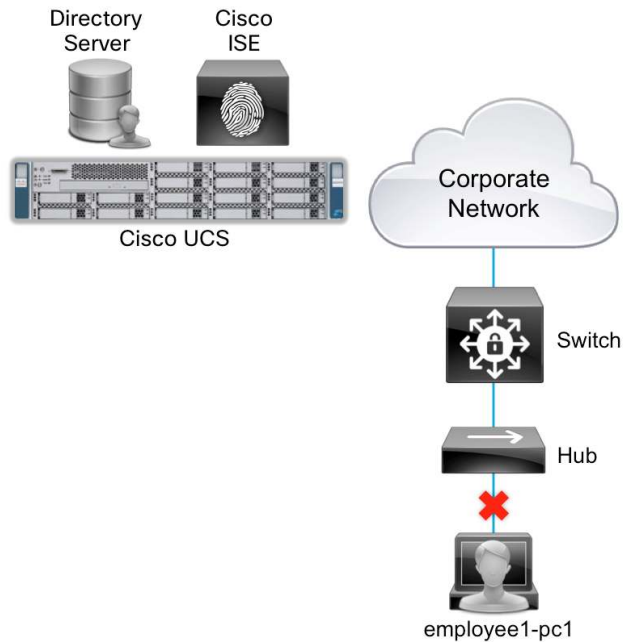 Directory
Server
Cisco
ISE
Cisco UCS
Corporate
Network
Switch
Hub
employee1-pc1